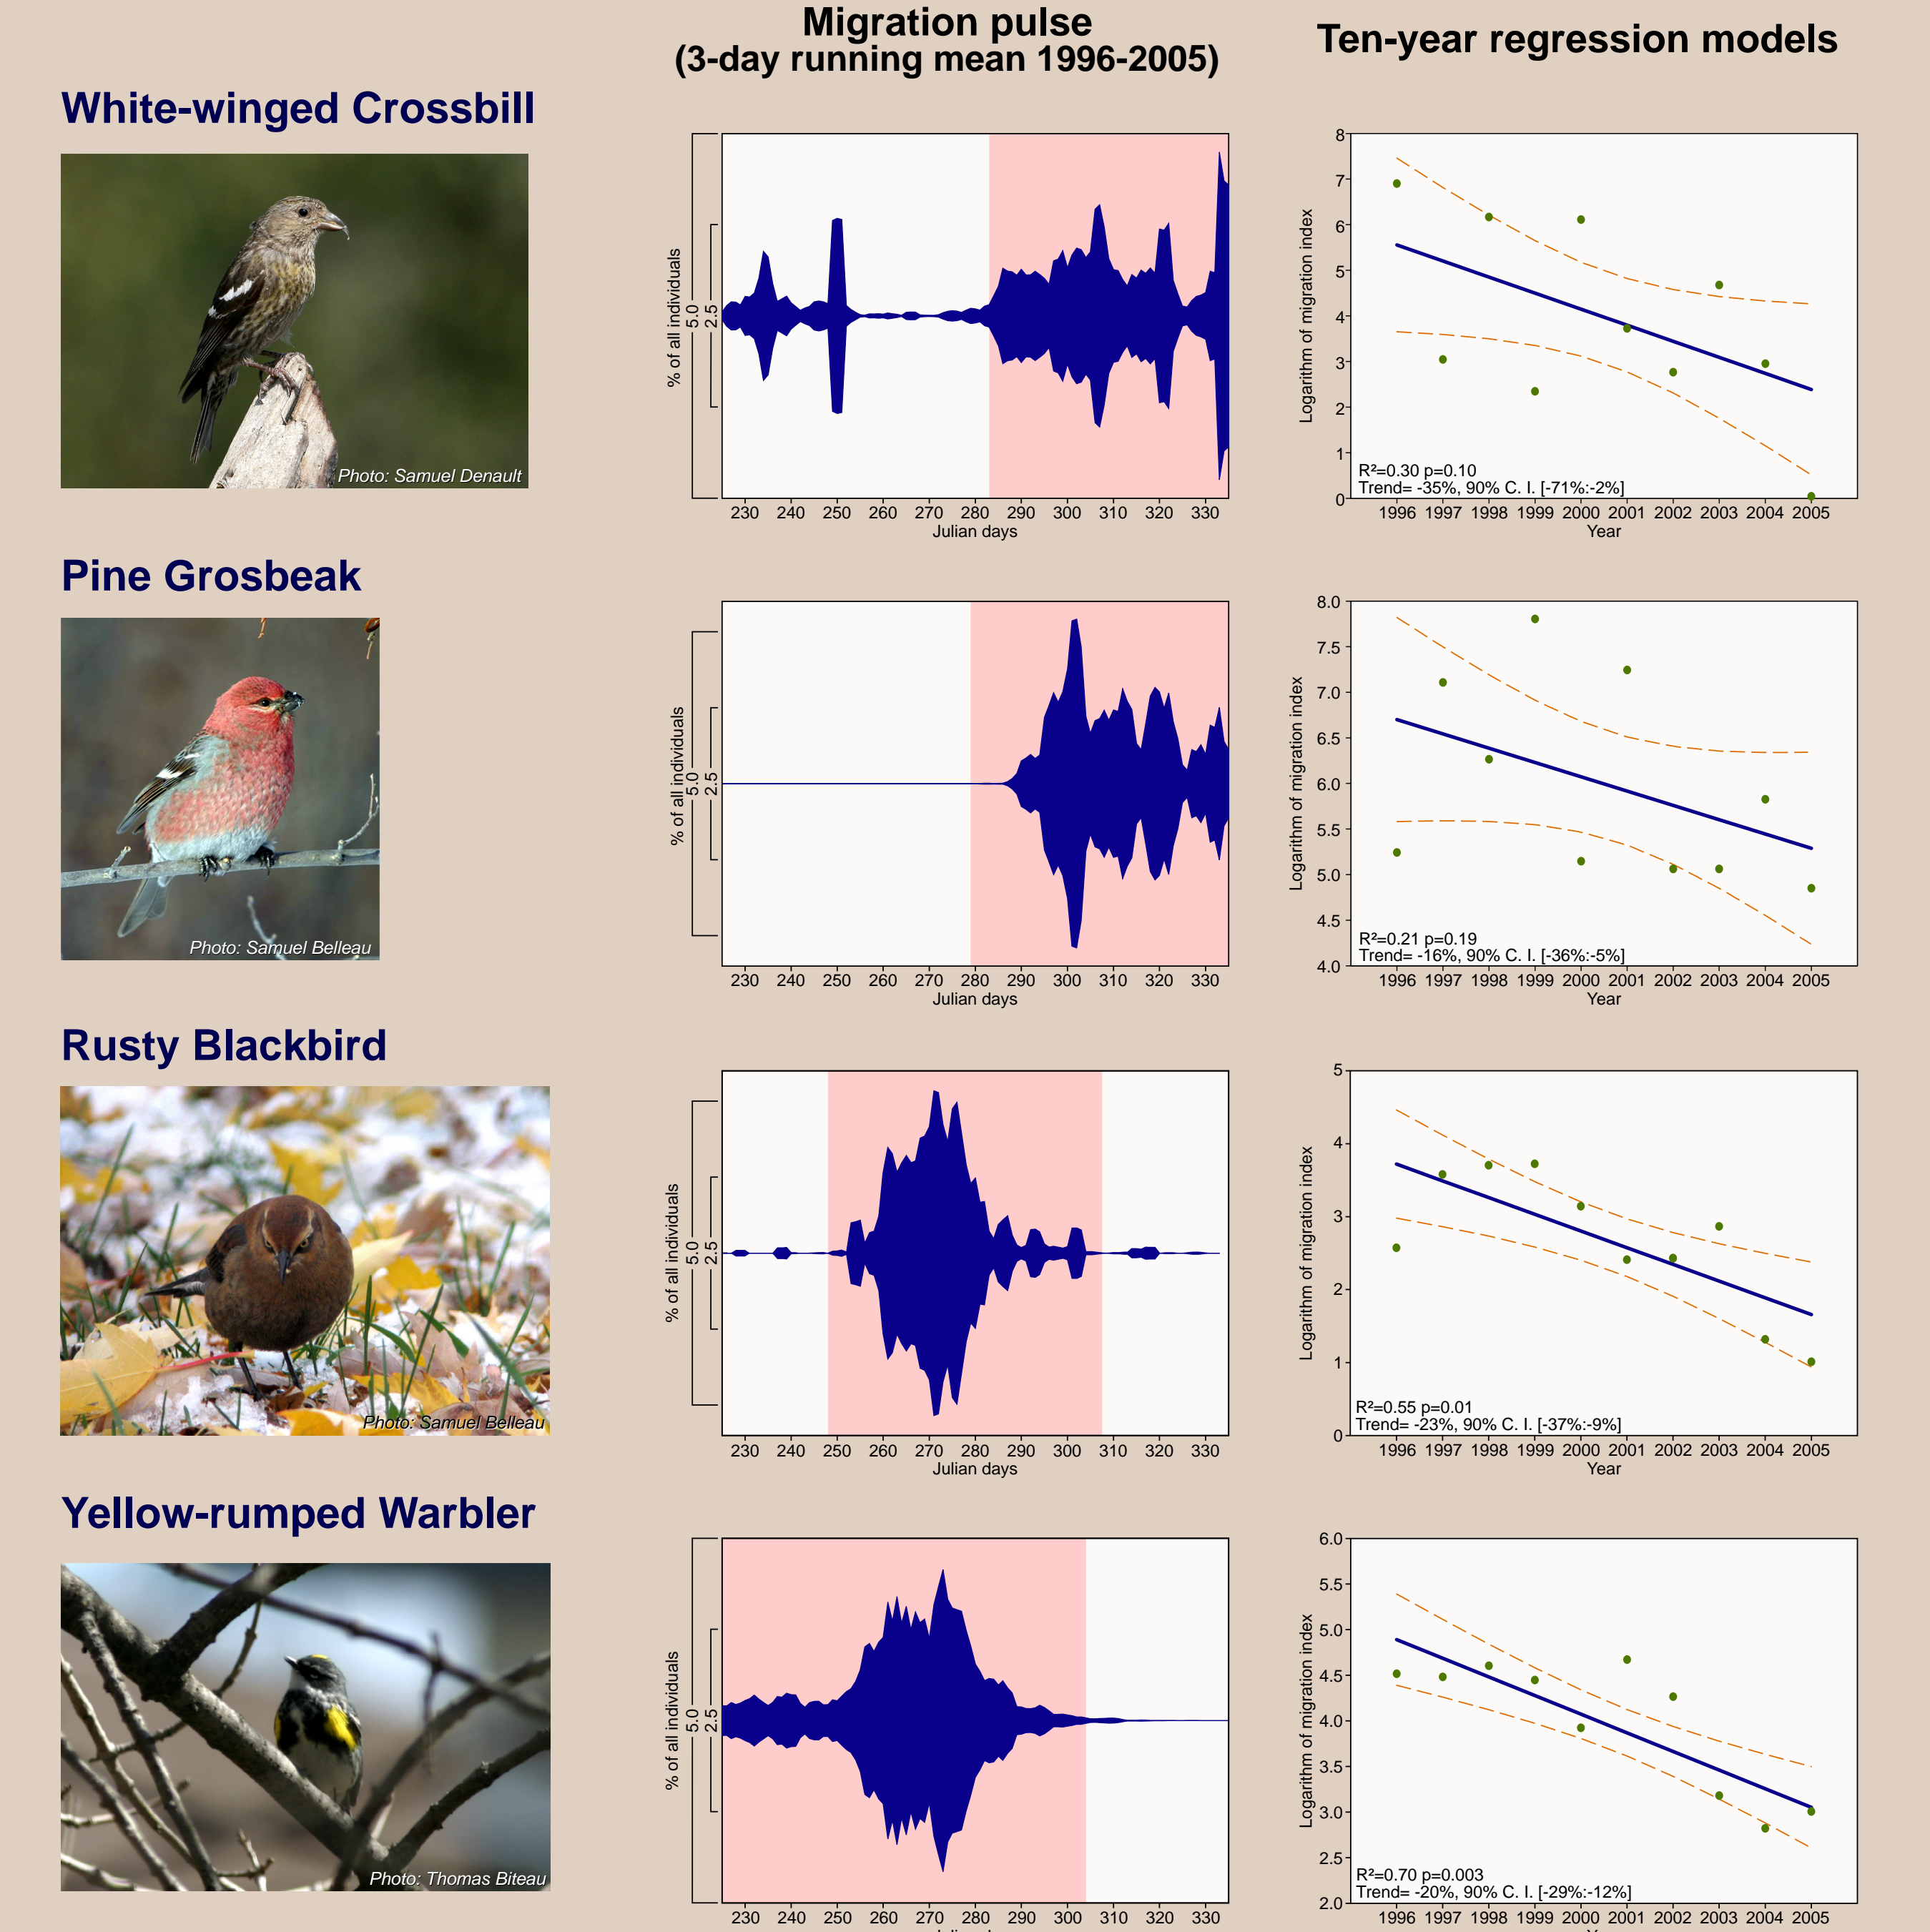 Migration pulse
(3-day running mean 1996-2005)
Ten-year regression models
White-winged Crossbill
Photo: Samuel Denault
% of all individuals
5.0
2.5
230 240 250 260 270 280 290 300 310 320 330
Julian days
Logarithm of migration index
8
7
6
5
4
3
2
1
0
R²=0.30 p=0.10
Trend= -35%, 90% C. I. [-71%:-2%]
1996 1997 1998 1999 2000 2001 2002 2003 2004 2005
Year
Pine Grosbeak
Photo: Samuel Belleau
% of all individuals
5.0
2.5
230 240 250 260 270 280 290 300 310 320 330
Julian days
Logarithm of migration index
8.0
7.5
7.0
6.5
6.0
5.5
5.0
4.5
4.0
R²=0.21 p=0.19
Trend= -16%, 90% C. I. [-36%:-5%]
1996 1997 1998 1999 2000 2001 2002 2003 2004 2005
Year
Rusty Blackbird
Photo: Samuel Belleau
% of all individuals
5.0
2.5
230 240 250 260 270 280 290 300 310 320 330
Julian days
Logarithm of migration index
5
4
3
2
1
0
R²=0.55 p=0.01
Trend= -23%, 90% C. I. [-37%:-9%]
1996 1997 1998 1999 2000 2001 2002 2003 2004 2005
Year
Yellow-rumped Warbler
Photo: Thomas Biteau
% of all individuals
5.0
2.5
230 240 250 260 270 280 290 300 310 320 330
Logarithm of migration index
6.0
5.5
5.0
4.5
4.0
3.5
3.0
2.5
2.0
R²=0.70 p=0.003
Trend= -20%, 90% C. I. [-29%:-12%]
1996 1997 1998 1999 2000 2001 2002 2003 2004 2005